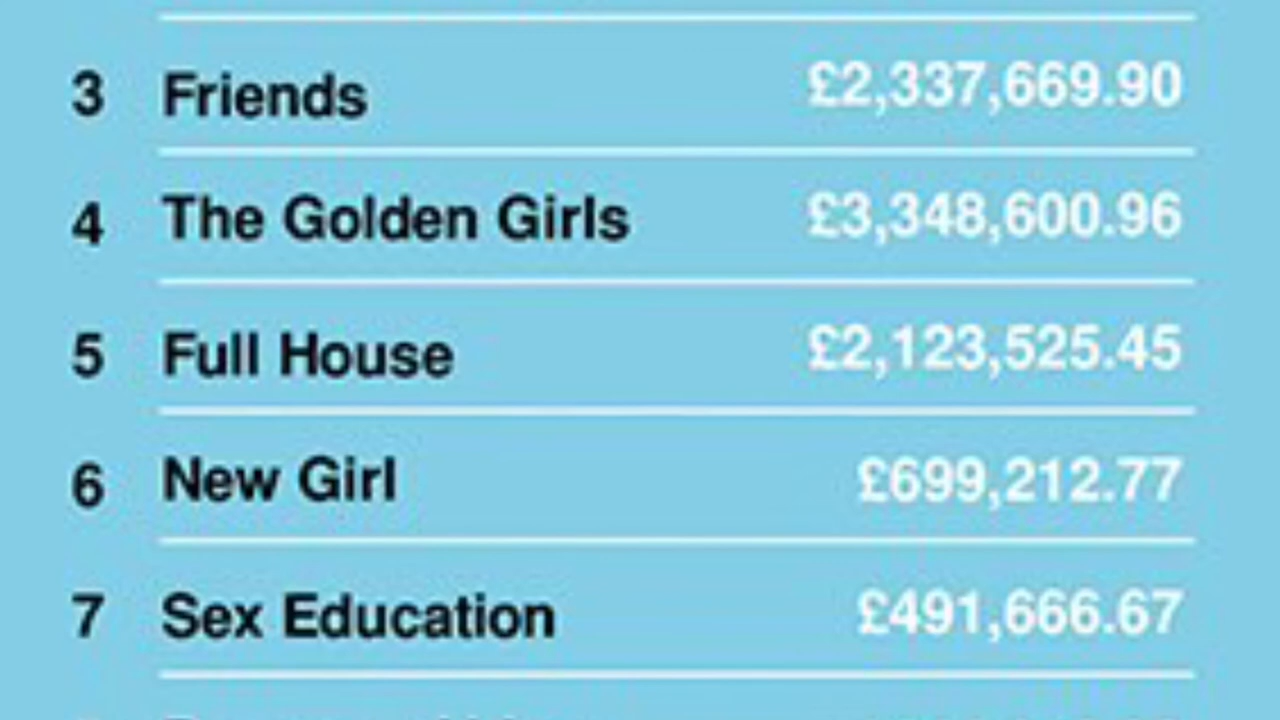 3 Friends £2,337,669.90
4 The Golden Girls £3,348,600.96
5 Full House £2,123,525.45
6 New Girl £699,212.77
7 Sex Education £491,666.67